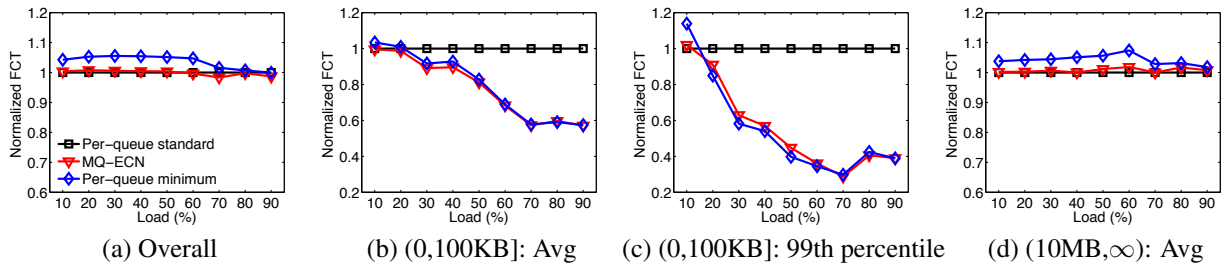 Normalized FCT
1.2
1.1
1
0.9
0.8
0.7
0.6
Per-queue standard
MQ-ECN
Per-queue minimum
10 20 30 40 50 60 70 80 90
Load (%)
(a) Overall
Normalized FCT
1.2
1
0.8
0.6
0.4
0.2
10 20 30 40 50 60 70 80 90
Load (%)
(b) (0,100KB]: Avg
Normalized FCT
1.2
1
0.8
0.6
0.4
0.2
10 20 30 40 50 60 70 80 90
Load (%)
(c) (0,100KB]: 99th percentile
Normalized FCT
1.2
1.1
1
0.9
0.8
0.7
0.6
10 20 30 40 50 60 70 80 90
Load (%)
(d) (10MB,∞): Avg